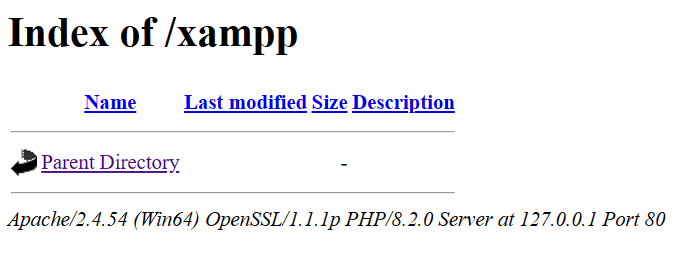 Index of /xampp
Name Last modified Size Description
Parent Directory -
Apache/2.4.54 (Win64) OpenSSL/1.1.1p PHP/8.2.0 Server at 127.0.0.1 Port 80